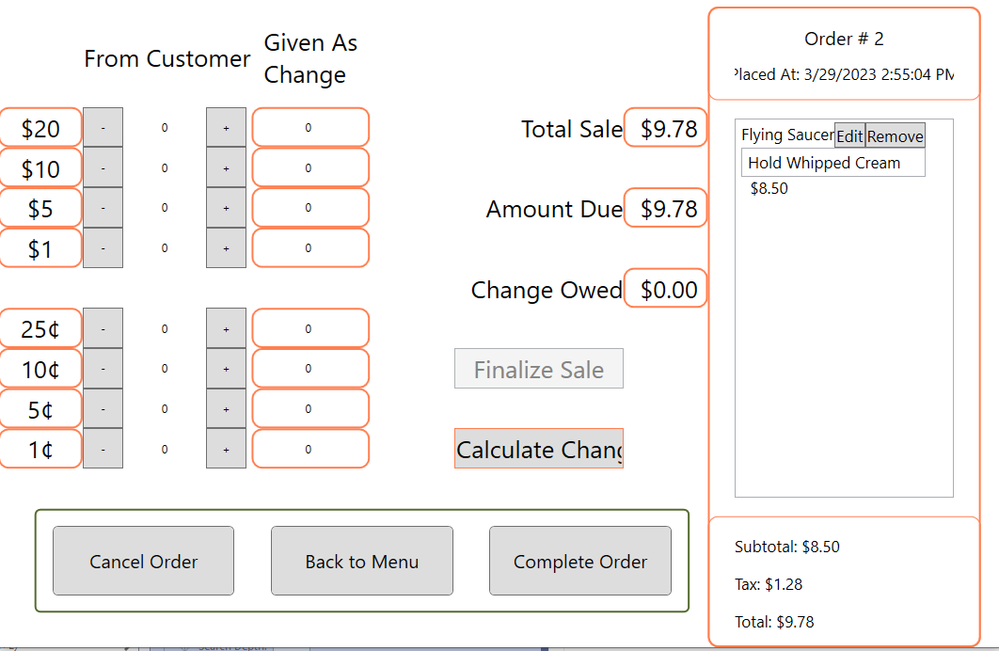 From Customer
Given As
Change
$20 - 0 + 0
$10 - 0 + 0
$5 - 0 + 0
$1 - 0 + 0
25¢ - 0 + 0
10¢ - 0 + 0
5¢ - 0 + 0
1¢ - 0 + 0
Total Sale $9.78
Amount Due $9.78
Change Owed $0.00
Finalize Sale
Calculate Chang
Cancel Order
Back to Menu
Complete Order
Order # 2
Placed At: 3/29/2023 2:55:04 PM
Flying Saucer Edit Remove
Hold Whipped Cream
$8.50
Subtotal: $8.50
Tax: $1.28
Total: $9.78